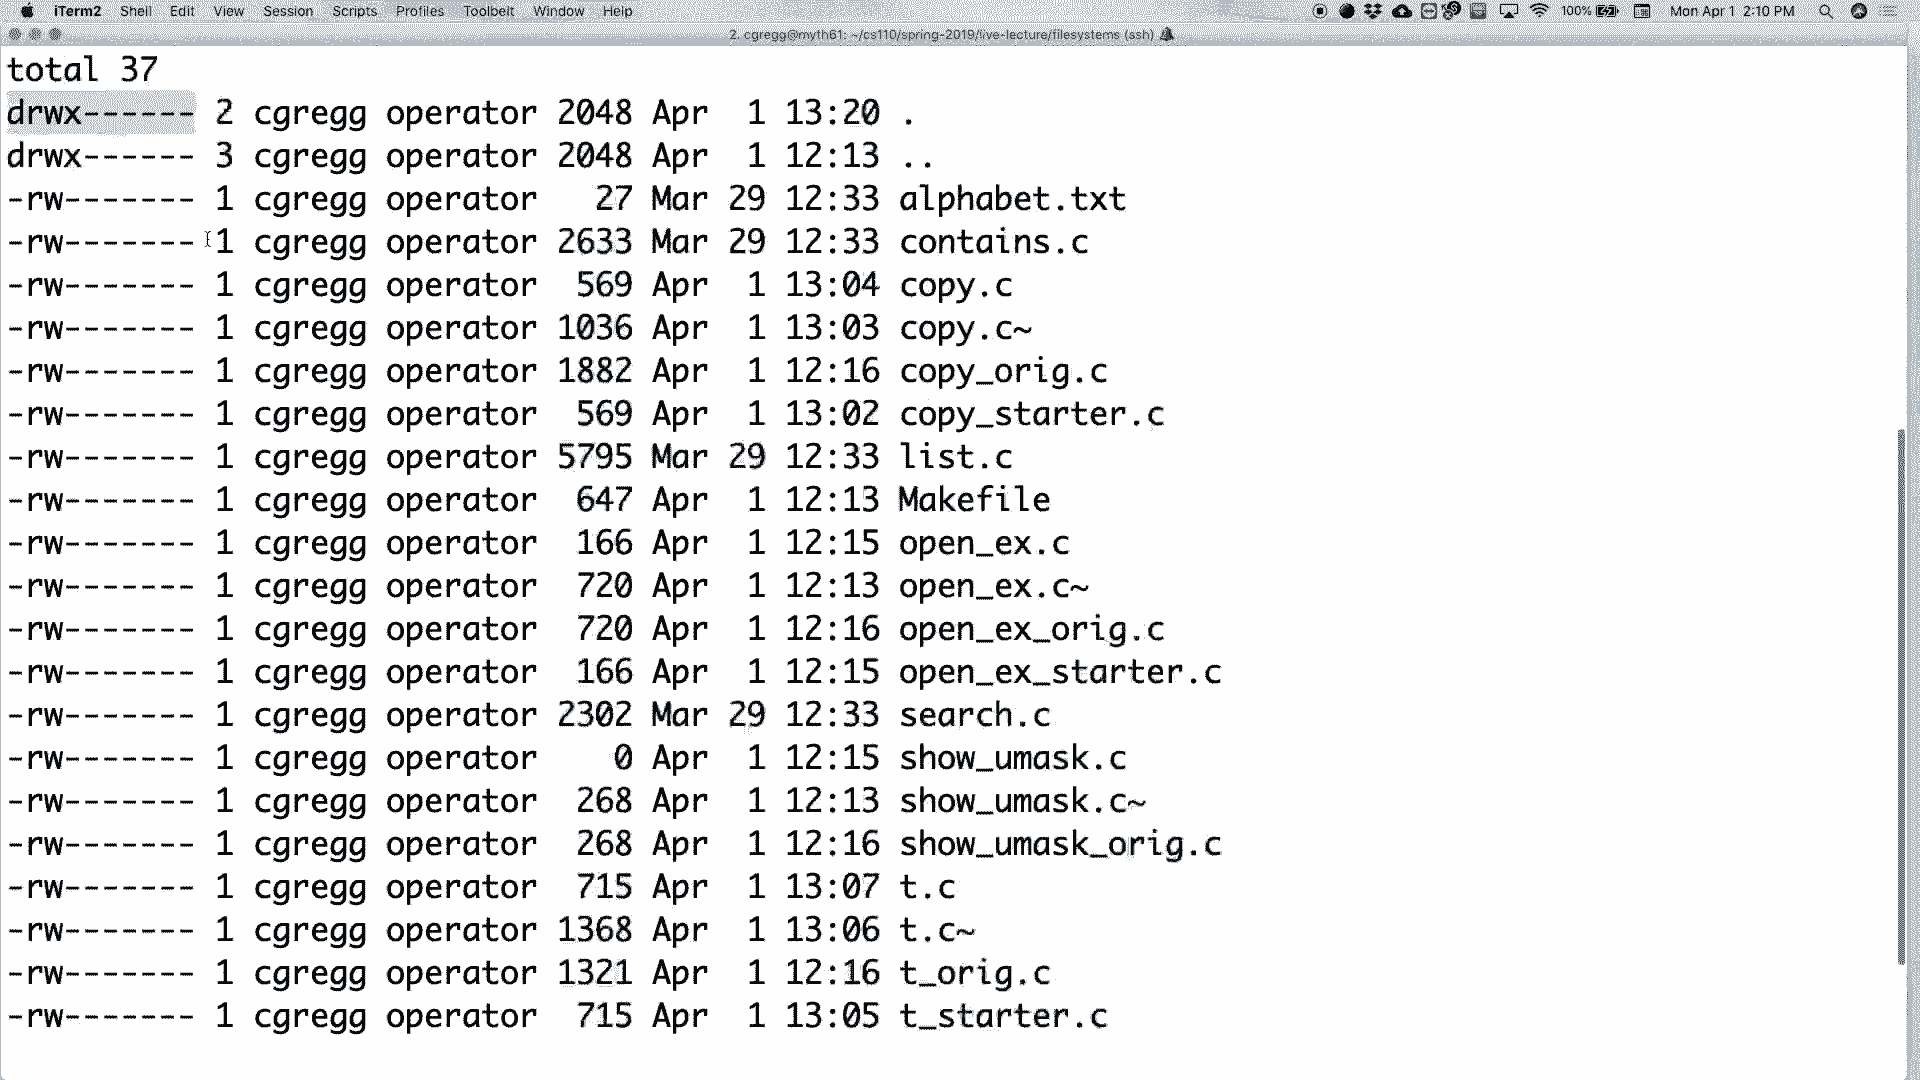 iTerm2 Shell Edit View Session Scripts Profiles Toolbelt Window Help 100% Mon Apr 1 2:10 PM
2. cgregg@myth61: ~/cs110/spring-2019/live-lecture/filesystems (ssh)
total 37
drwx------ 2 cgregg operator 2048 Apr  1 13:20 .
drwx------ 3 cgregg operator 2048 Apr  1 12:13 ..
-rw------- 1 cgregg operator   27 Mar 29 12:33 alphabet.txt
-rw------- 1 cgregg operator 2633 Mar 29 12:33 contains.c
-rw------- 1 cgregg operator  569 Apr  1 13:04 copy.c
-rw------- 1 cgregg operator 1036 Apr  1 13:03 copy.c~
-rw------- 1 cgregg operator 1882 Apr  1 12:16 copy_orig.c
-rw------- 1 cgregg operator  569 Apr  1 13:02 copy_starter.c
-rw------- 1 cgregg operator 5795 Mar 29 12:33 list.c
-rw------- 1 cgregg operator  647 Apr  1 12:13 Makefile
-rw------- 1 cgregg operator  166 Apr  1 12:15 open_ex.c
-rw------- 1 cgregg operator  720 Apr  1 12:13 open_ex.c~
-rw------- 1 cgregg operator  720 Apr  1 12:16 open_ex_orig.c
-rw------- 1 cgregg operator  166 Apr  1 12:15 open_ex_starter.c
-rw------- 1 cgregg operator 2302 Mar 29 12:33 search.c
-rw------- 1 cgregg operator    0 Apr  1 12:15 show_umask.c
-rw------- 1 cgregg operator  268 Apr  1 12:13 show_umask.c~
-rw------- 1 cgregg operator  268 Apr  1 12:16 show_umask_orig.c
-rw------- 1 cgregg operator  715 Apr  1 13:07 t.c
-rw------- 1 cgregg operator 1368 Apr  1 13:06 t.c~
-rw------- 1 cgregg operator 1321 Apr  1 12:16 t_orig.c
-rw------- 1 cgregg operator  715 Apr  1 13:05 t_starter.c